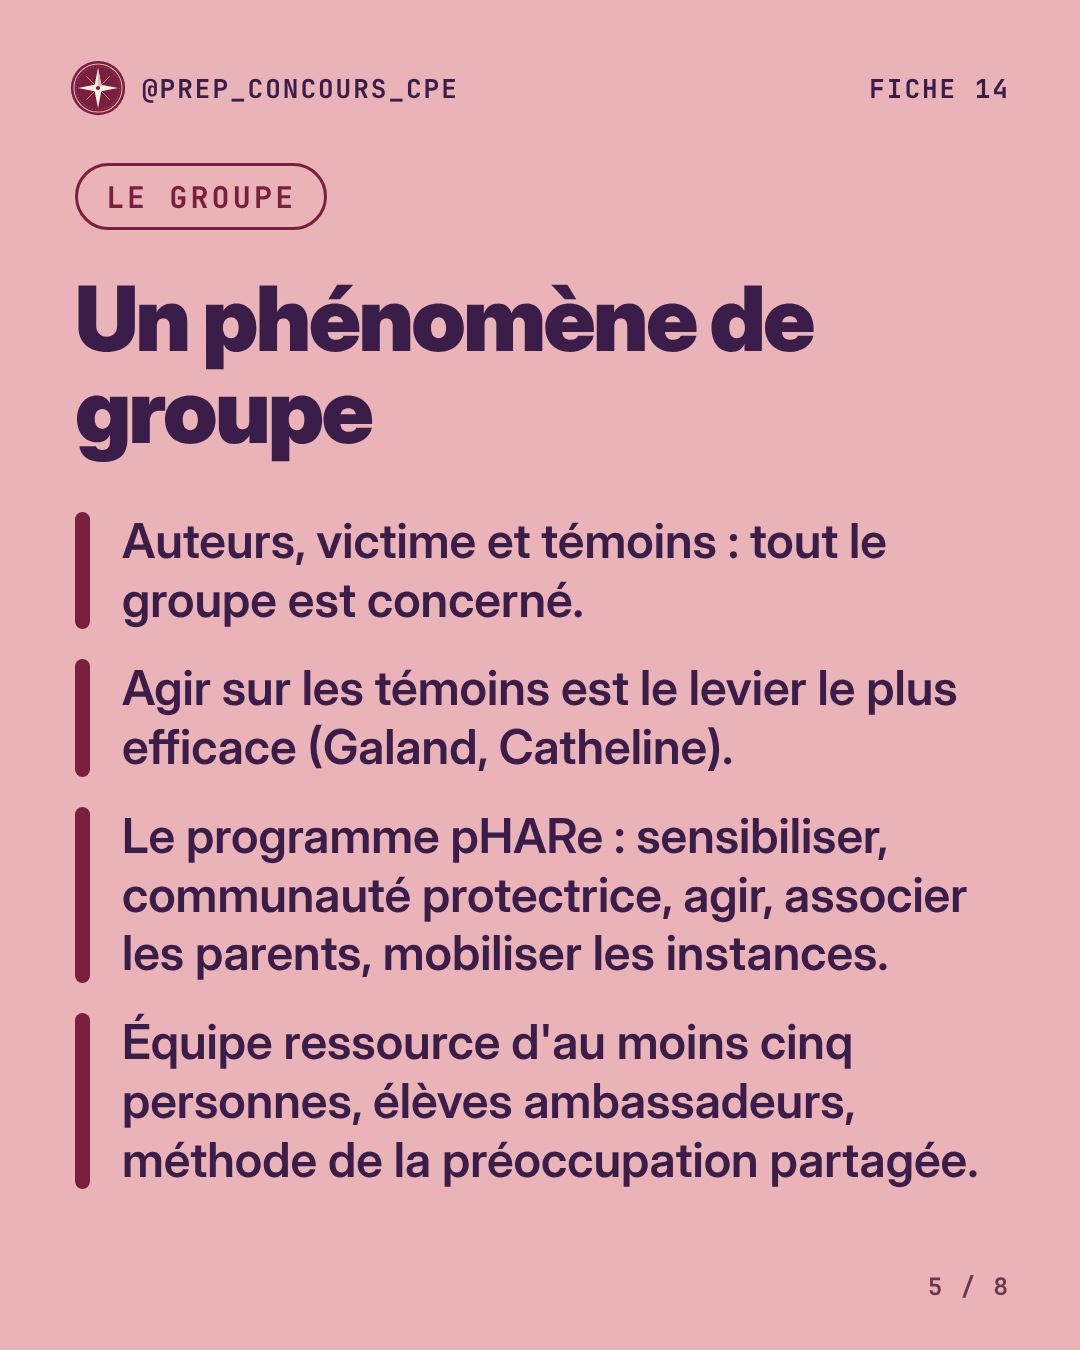 @PREP_CONCOURS_CPE
FICHE 14
LE GROUPE
Un phénomène de
groupe
Auteurs, victime et témoins : tout le
groupe est concerné.
Agir sur les témoins est le levier le plus
efficace (Galand, Catheline).
Le programme pHARe : sensibiliser,
communauté protectrice, agir, associer
les parents, mobiliser les instances.
Équipe ressource d'au moins cinq
personnes, élèves ambassadeurs,
méthode de la préoccupation partagée.
5 / 8